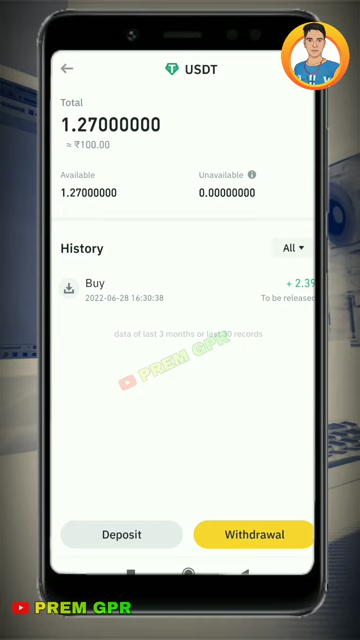 USDT
Total
1.27000000
≈ ₹100.00
Available
Unavailable
1.27000000
0.00000000
History
All
Buy
+ 2.39
2022-06-28 16:30:38
To be released
data of last 3 months or last 30 records
PREM GPR
Deposit
Withdrawal
PREM GPR